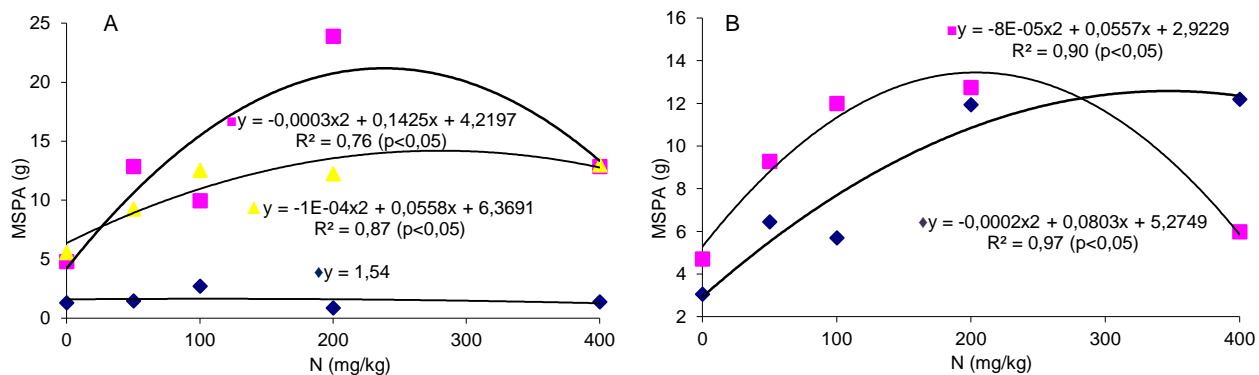 A
MSPA (g)
30
25
20
15
10
5
0
y = -0,0003x2 + 0,1425x + 4,2197
R² = 0,76 (p<0,05)
y = -1E-04x2 + 0,0558x + 6,3691
R² = 0,87 (p<0,05)
y = 1,54
0 100 200 300 400
N (mg/kg)
B
MSPA (g)
16
14
12
10
8
6
4
2
y = -8E-05x2 + 0,0557x + 2,9229
R² = 0,90 (p<0,05)
y = -0,0002x2 + 0,0803x + 5,2749
R² = 0,97 (p<0,05)
0 100 200 300 400
N (mg/kg)